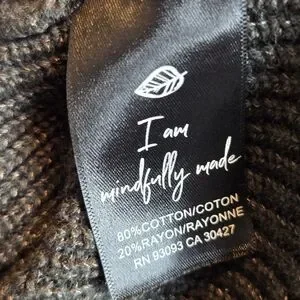 I am
mindfully made
80%COTTON/COTON
20%RAYON/RAYONNE
RN 93093 CA 30427